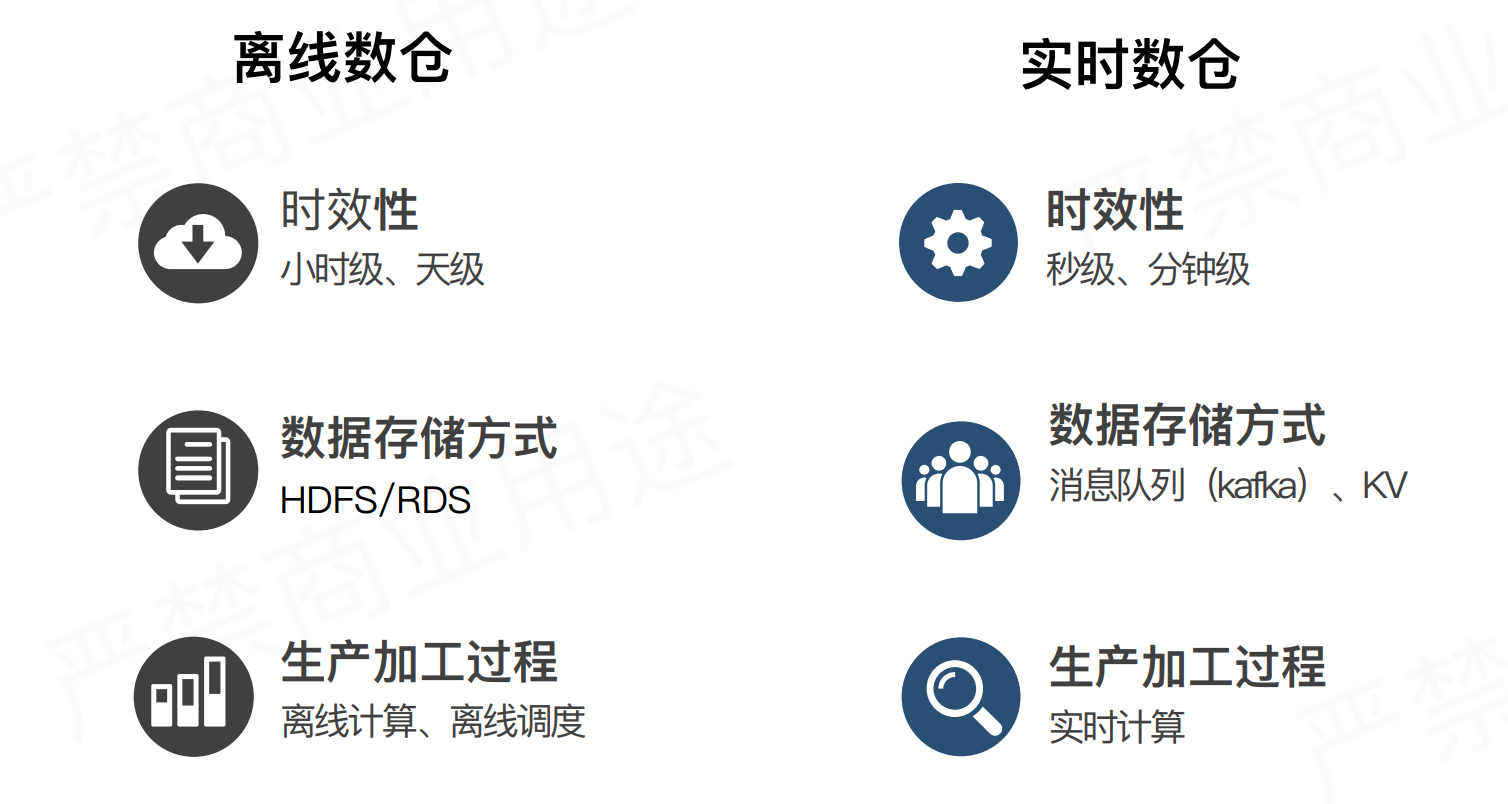 离线数仓
时效性
小时级、天级
数据存储方式
HDFS/RDS
生产加工过程
离线计算、离线调度
实时数仓
时效性
秒级、分钟级
数据存储方式
消息队列（kafka）、KV
生产加工过程
实时计算
严禁商业用途
严禁商业
严禁商业用途
严禁